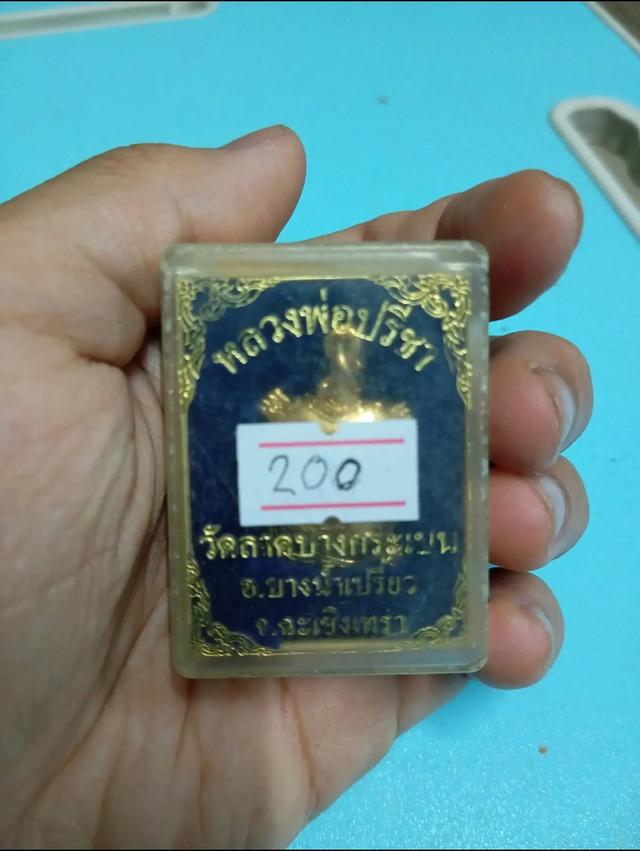 หลวงพ่อปรีชา
200
วัดลาดบางกระเบน
อ.บางน้ำเปรี้ยว
จ.ฉะเชิงเทรา